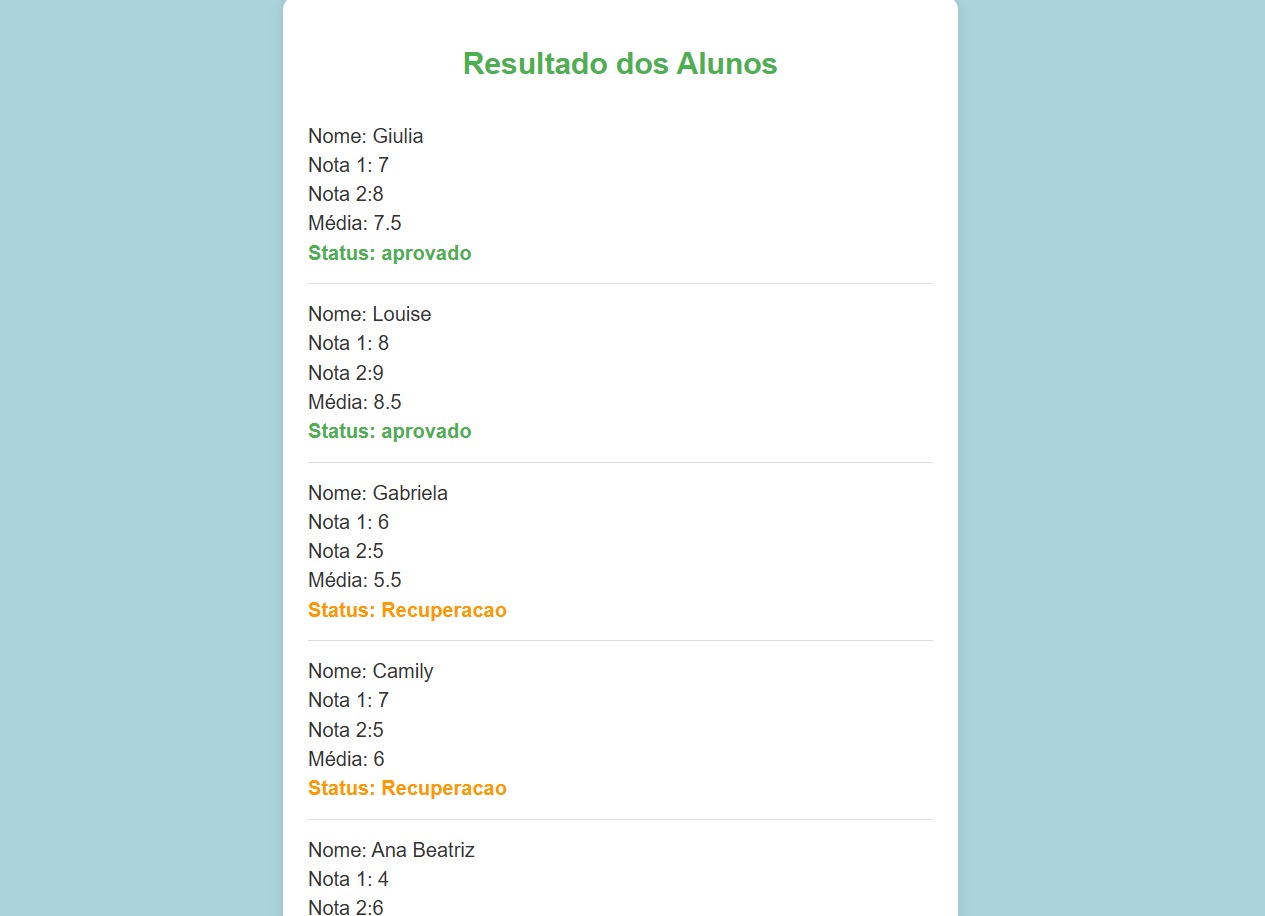 Resultado dos Alunos
Nome: Giulia
Nota 1: 7
Nota 2:8
Média: 7.5
Status: aprovado
Nome: Louise
Nota 1: 8
Nota 2:9
Média: 8.5
Status: aprovado
Nome: Gabriela
Nota 1: 6
Nota 2:5
Média: 5.5
Status: Recuperacao
Nome: Camily
Nota 1: 7
Nota 2:5
Média: 6
Status: Recuperacao
Nome: Ana Beatriz
Nota 1: 4
Nota 2:6